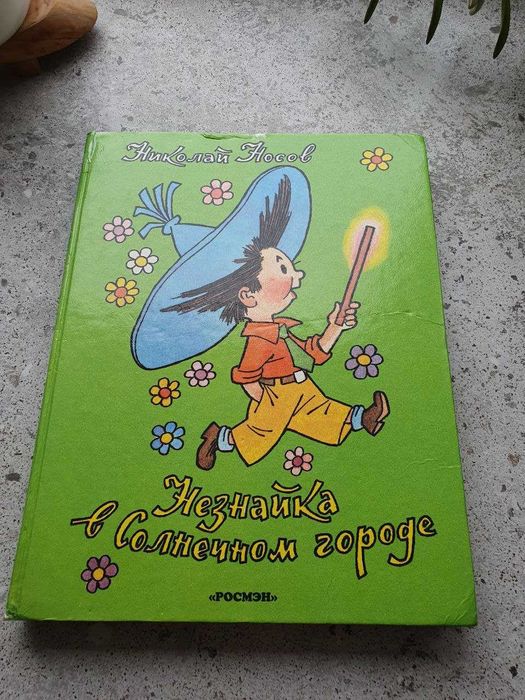 Николай Носов
Незнайка
в Солнечном городе
«РОСМЭН»